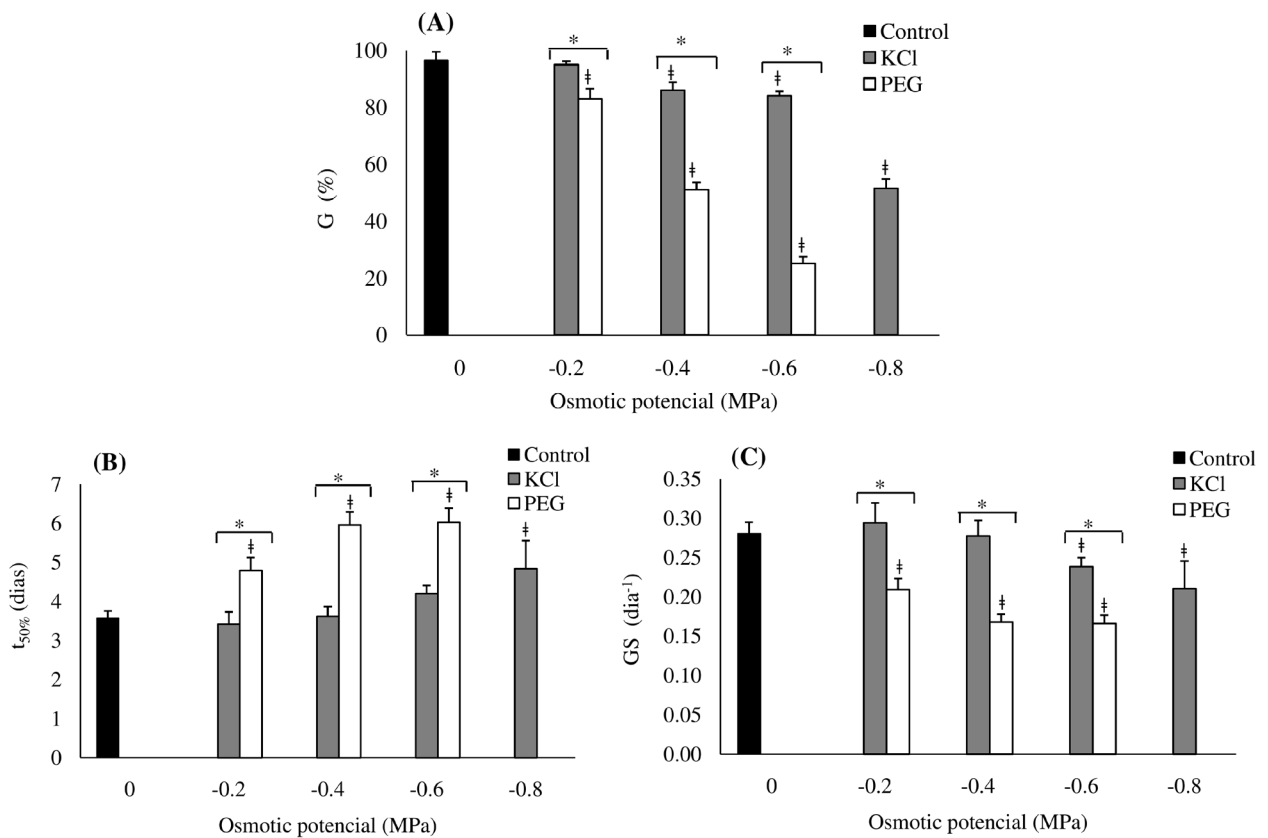 (A)
Control
KCl
PEG
G (%)
100
80
60
40
20
0
* * *
ǂ ǂ ǂ ǂ ǂ ǂ
0 -0.2 -0.4 -0.6 -0.8
Osmotic potencial (MPa)
(B)
Control
KCl
PEG
t50% (dias)
7
6
5
4
3
2
1
0
* * *
ǂ ǂ ǂ ǂ
0 -0.2 -0.4 -0.6 -0.8
Osmotic potencial (MPa)
(C)
Control
KCl
PEG
GS (dia-1)
0.35
0.30
0.25
0.20
0.15
0.10
0.05
0.00
* * *
ǂ ǂ ǂ ǂ ǂ
0 -0.2 -0.4 -0.6 -0.8
Osmotic potencial (MPa)